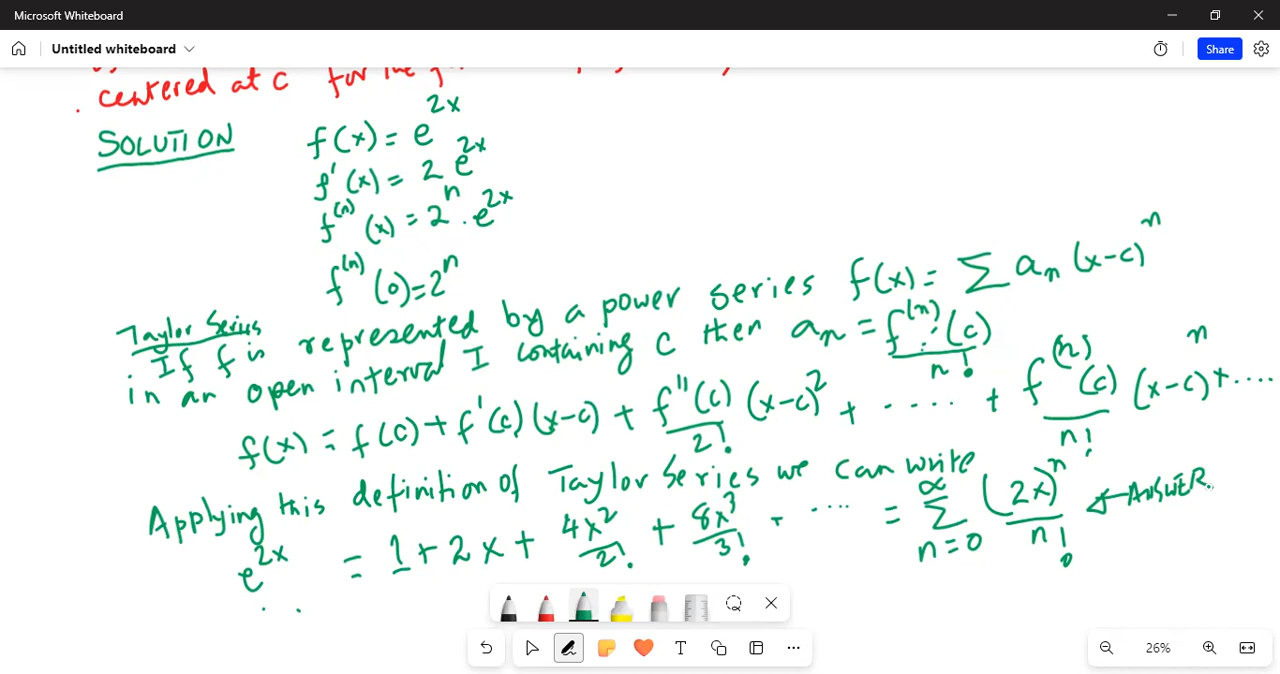 Microsoft Whiteboard
Untitled whiteboard
Share
centered at c for the
SOLUTION
f(x) = e^{2x}
f'(x) = 2 e^{2x}
f^{(n)}(x) = 2^n . e^{2x}
f^{(n)}(0) = 2^n
Taylor Series
If f is represented by a power series f(x) = ∑ a_n (x-c)^n
in an open interval I containing c then a_n = f^{(n)}(c)/n!
f(x) = f(c) + f'(c)(x-c) + f''(c)/2! (x-c)^2 + ..... + f^{(n)}(c)/n! (x-c)^n + ....
Applying this definition of Taylor Series we can write
e^{2x} = 1 + 2x + 4x^2/2! + 8x^3/3! + .... = ∑_{n=0}^{∞} (2x)^n/n! ← ANSWER
T
26%